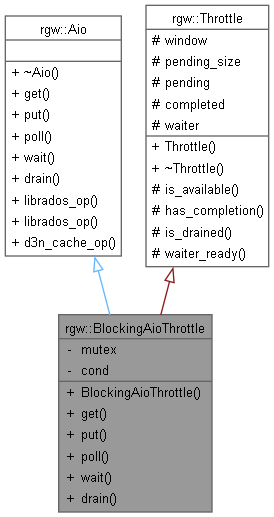 rgw::Aio
+ ~Aio()
+ get()
+ put()
+ poll()
+ wait()
+ drain()
+ librados_op()
+ librados_op()
+ d3n_cache_op()
rgw::Throttle
# window
# pending_size
# pending
# completed
# waiter
+ Throttle()
+ ~Throttle()
# is_available()
# has_completion()
# is_drained()
# waiter_ready()
rgw::BlockingAioThrottle
- mutex
- cond
+ BlockingAioThrottle()
+ get()
+ put()
+ poll()
+ wait()
+ drain()